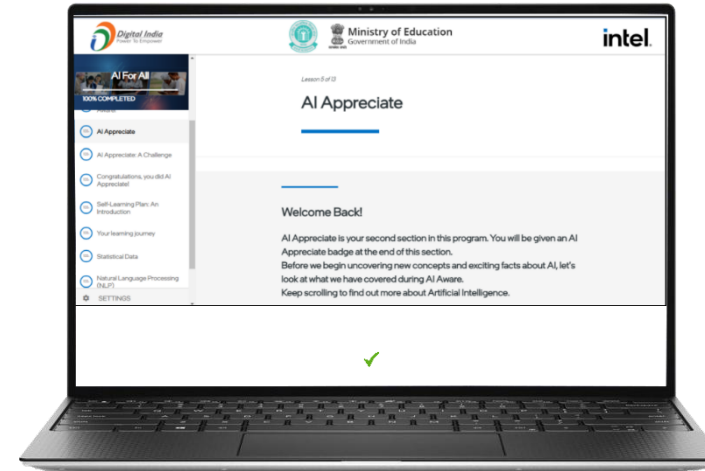 Digital India
Power To Empower
Ministry of Education
Government of India
intel.
AI For All
100% COMPLETED
Aware!
AI Appreciate
AI Appreciate: A Challenge
Congratulations, you did AI
Appreciate!
Self-Learning Plan: An
Introduction
Your learning journey
Statistical Data
Natural Language Processing
(NLP)
SETTINGS
Lesson 5 of 13
AI Appreciate
Welcome Back!
AI Appreciate is your second section in this program. You will be given an AI
Appreciate badge at the end of this section.
Before we begin uncovering new concepts and exciting facts about AI, let's
look at what we have covered during AI Aware.
Keep scrolling to find out more about Artificial Intelligence.